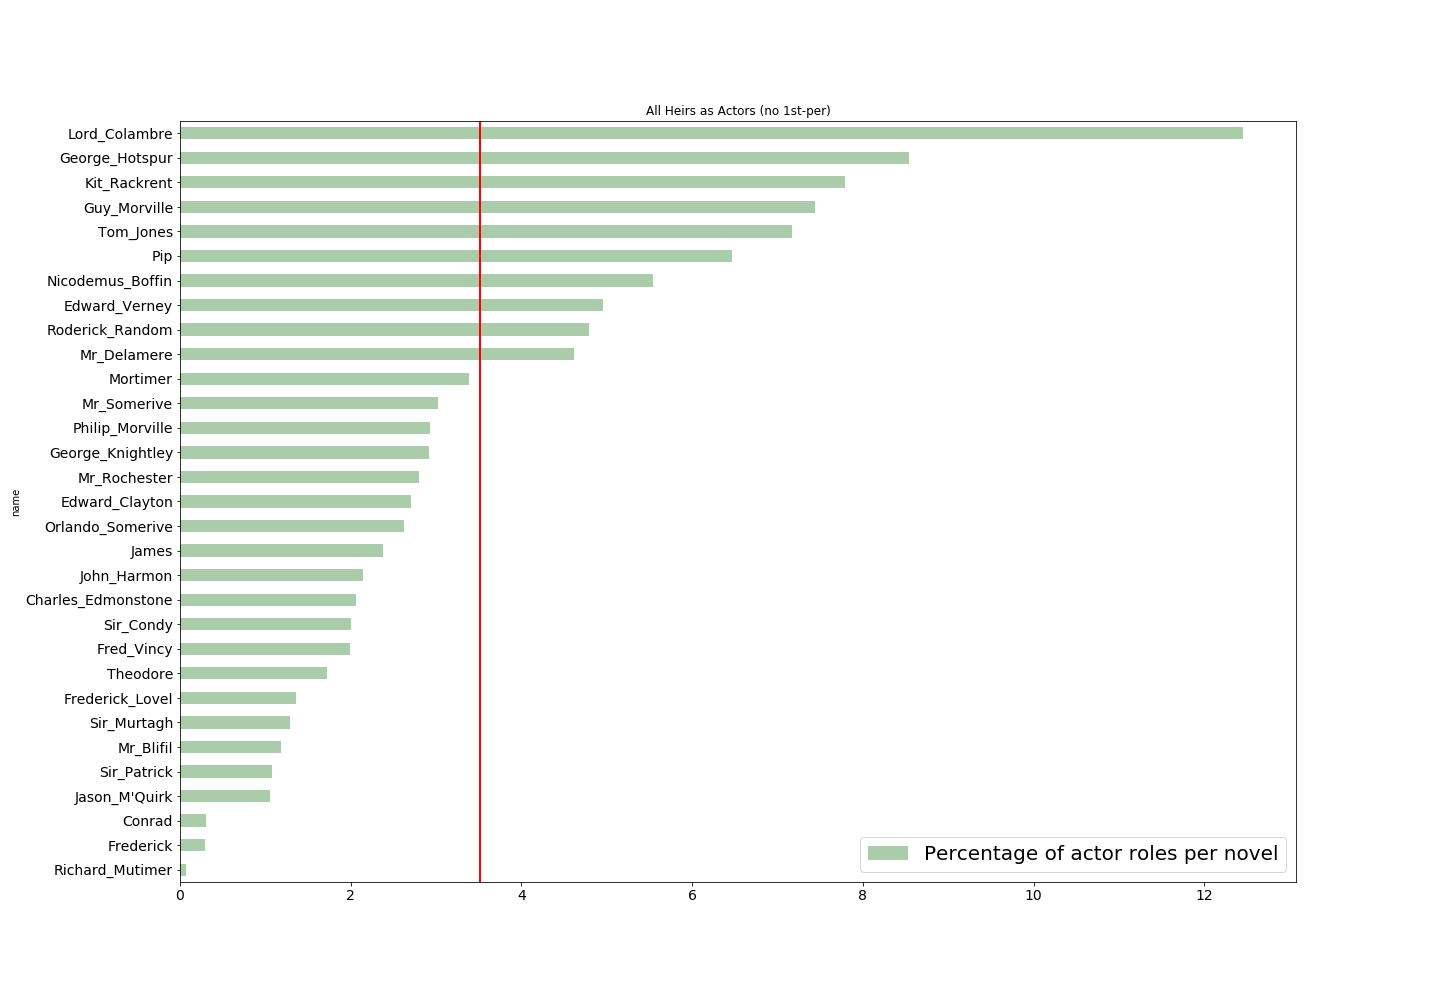 All Heirs as Actors (no 1st-per)
Lord_Colambre
George_Hotspur
Kit_Rackrent
Guy_Morville
Tom_Jones
Pip
Nicodemus_Boffin
Edward_Verney
Roderick_Random
Mr_Delamere
Mortimer
Mr_Somerive
Philip_Morville
George_Knightley
Mr_Rochester
Edward_Clayton
Orlando_Somerive
James
John_Harmon
Charles_Edmonstone
Sir_Condy
Fred_Vincy
Theodore
Frederick_Lovel
Sir_Murtagh
Mr_Blifil
Sir_Patrick
Jason_M'Quirk
Conrad
Frederick
Richard_Mutimer
name
Percentage of actor roles per novel
0 2 4 6 8 10 12